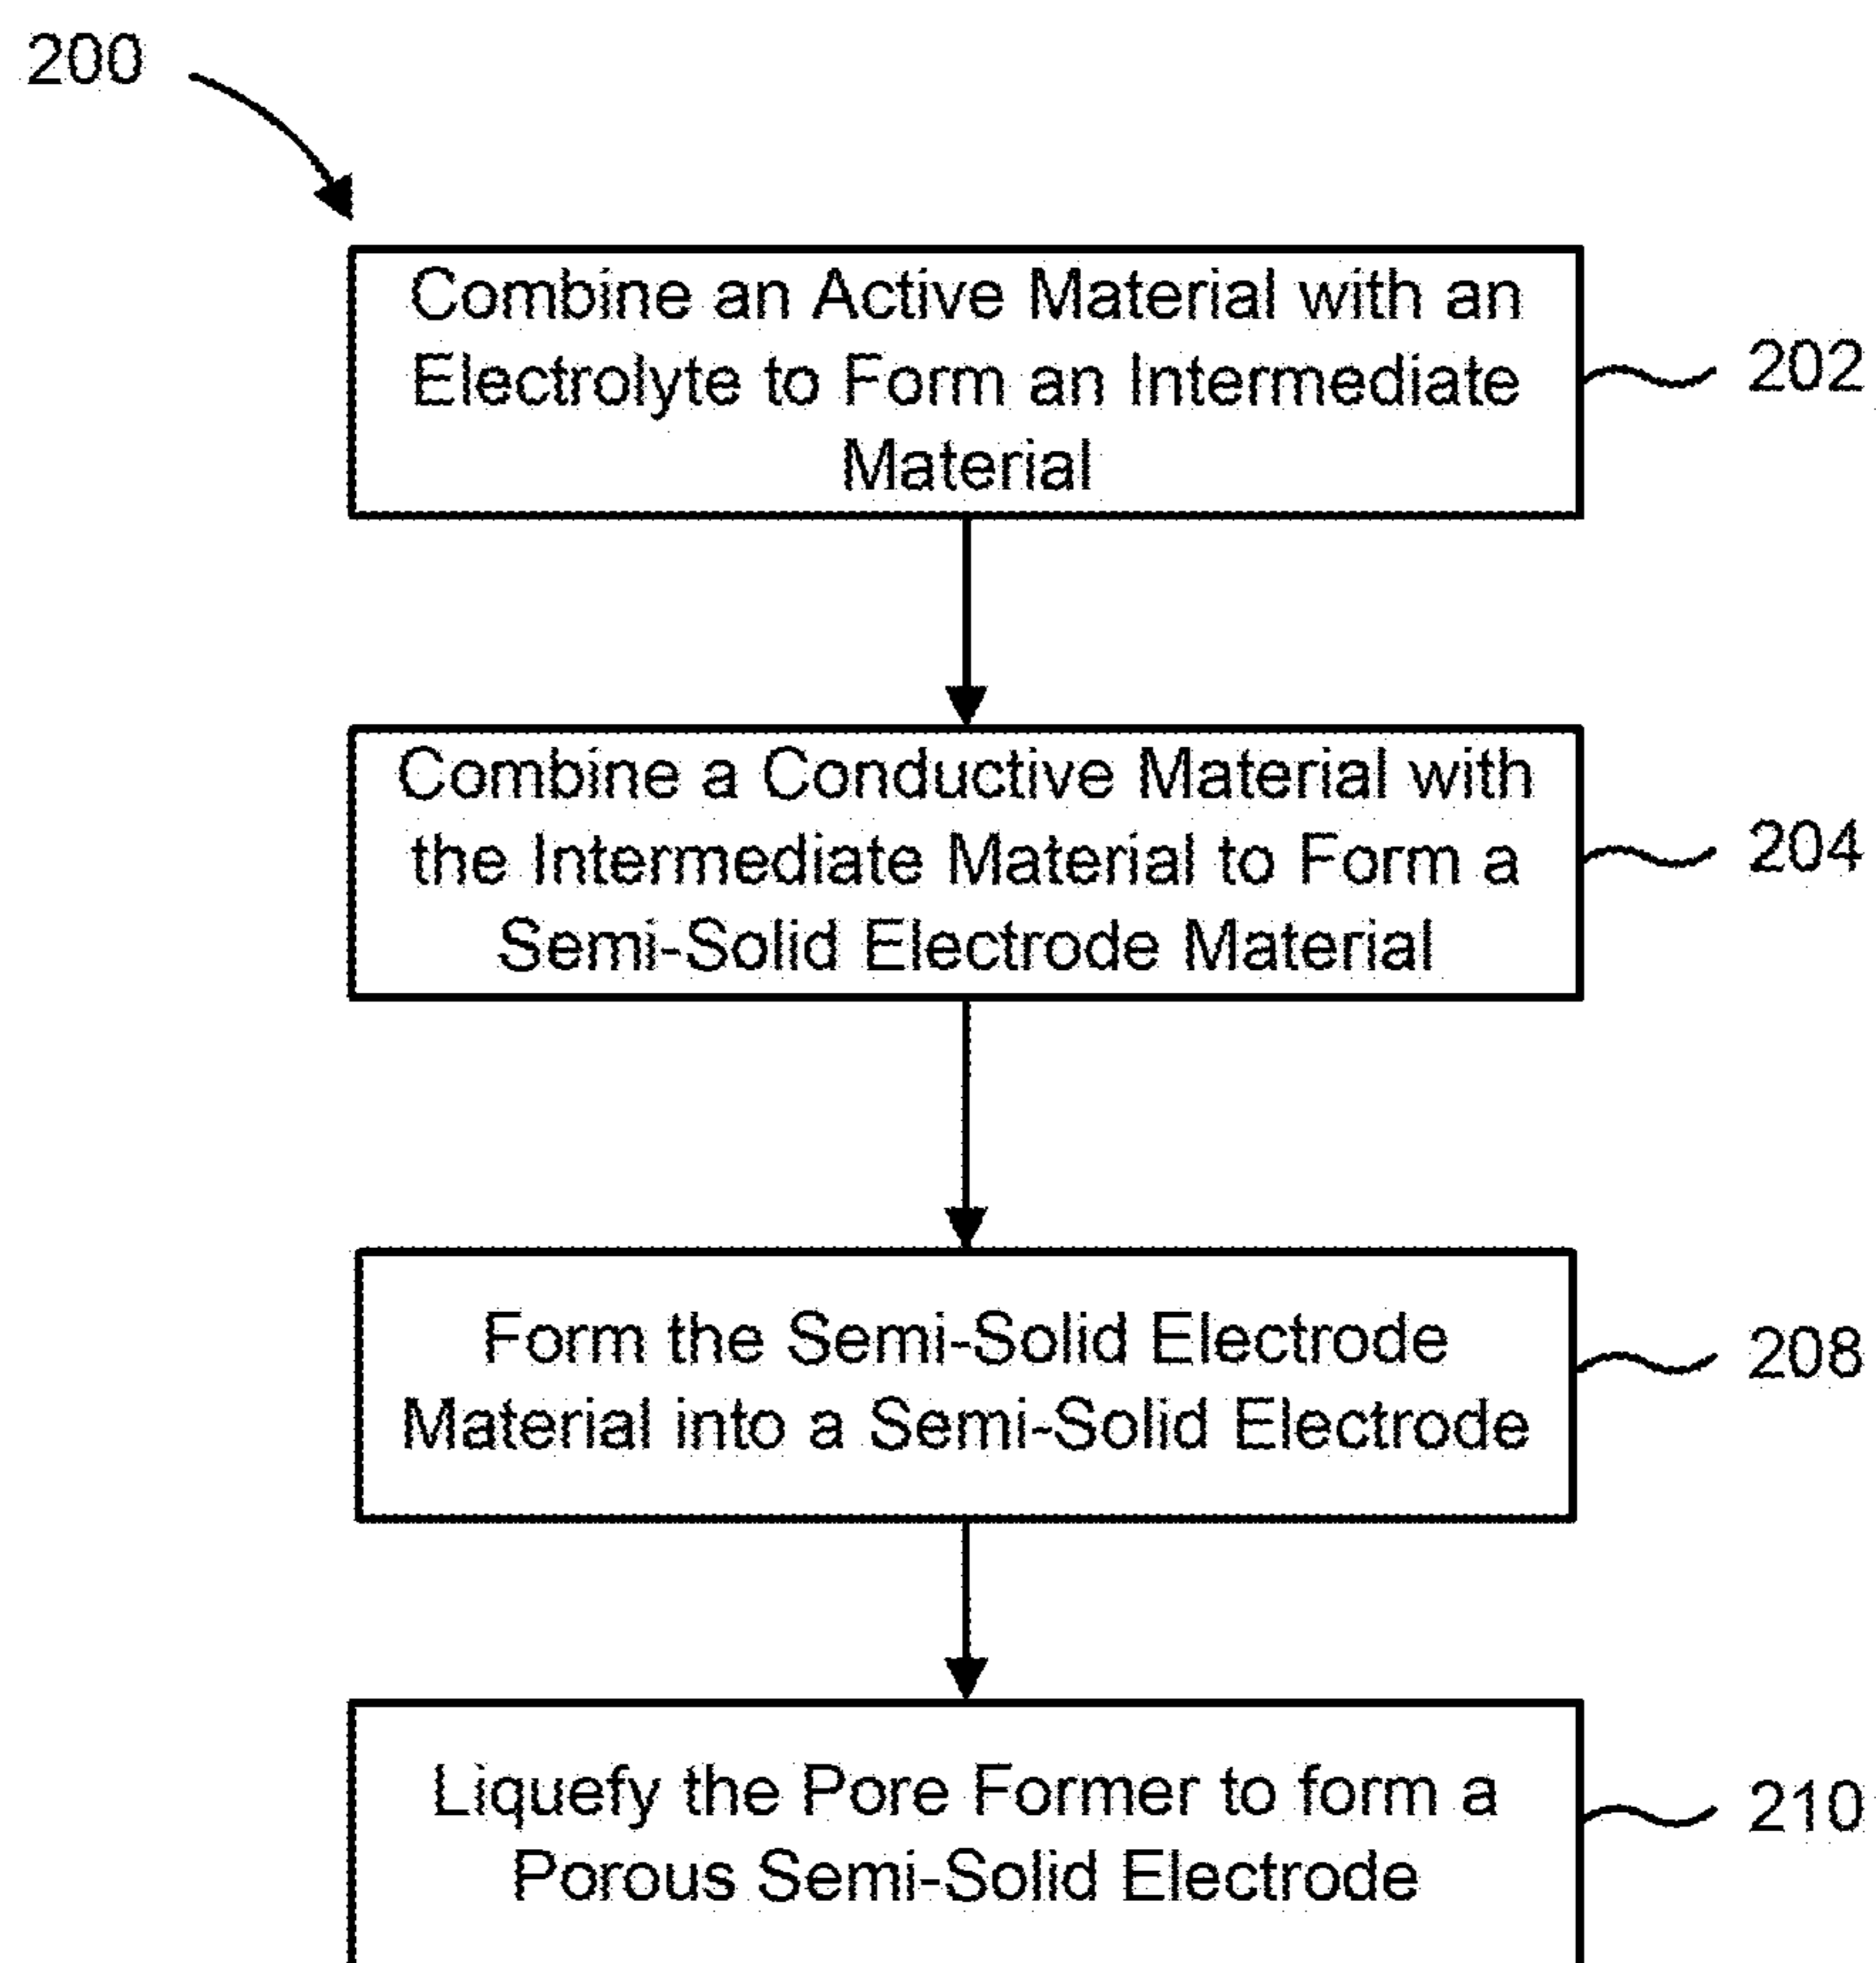 200
Combine an Active Material with an
Electrolyte to Form an Intermediate
Material
202
Combine a Conductive Material with
the Intermediate Material to Form a
Semi-Solid Electrode Material
204
Form the Semi-Solid Electrode
Material into a Semi-Solid Electrode
208
Liquefy the Pore Former to form a
Porous Semi-Solid Electrode
210